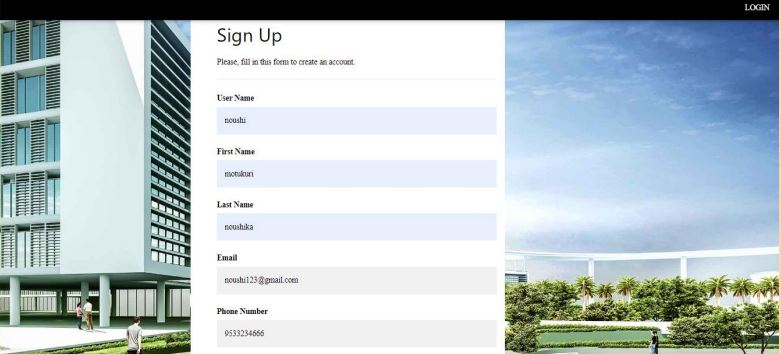 LOGIN
Sign Up
Please, fill in this form to create an account.
User Name
noushi
First Name
motukuri
Last Name
noushika
Email
noushi123@gmail.com
Phone Number
9533234666